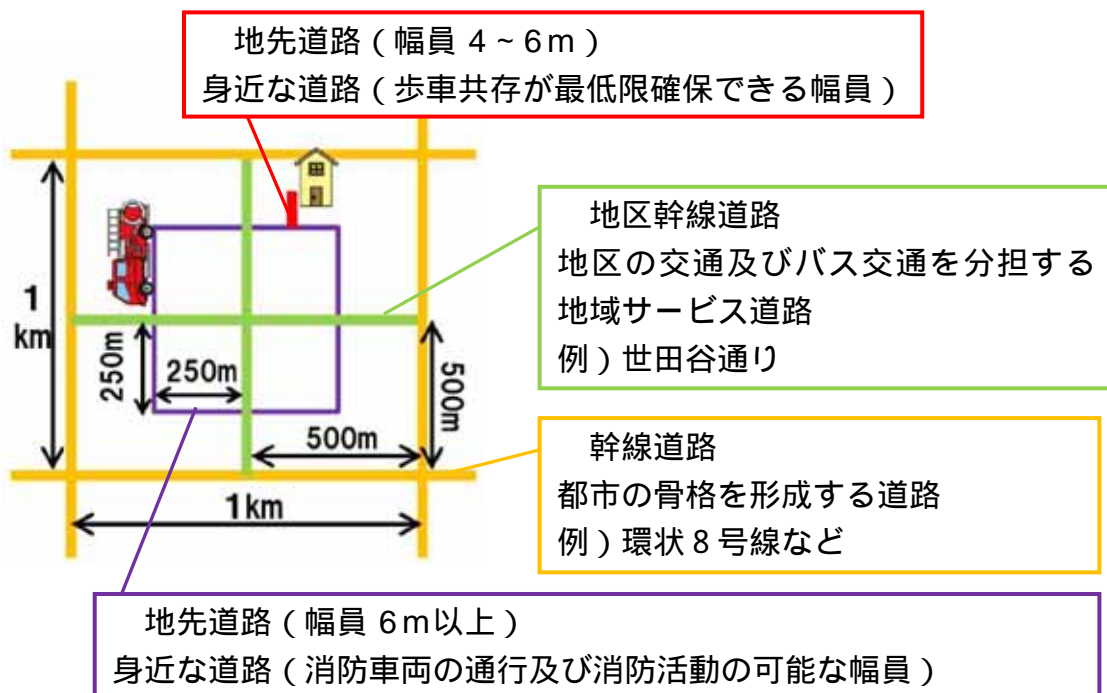 地先道路（幅員 4～6ｍ）
身近な道路（歩車共存が最低限確保できる幅員）
地区幹線道路
地区の交通及びバス交通を分担する
地域サービス道路
例）世田谷通り
1
km
250m
250m
500m
500m
1km
幹線道路
都市の骨格を形成する道路
例）環状８号線など
地先道路（幅員 6ｍ以上）
身近な道路（消防車両の通行及び消防活動の可能な幅員）